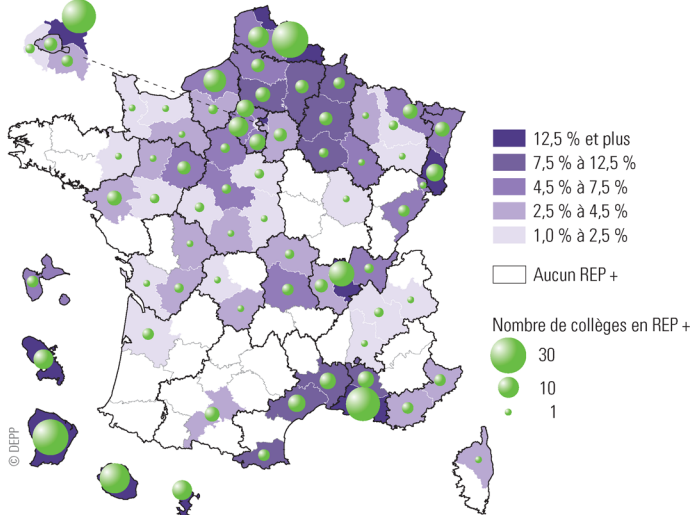 12,5 % et plus
7,5 % à 12,5 %
4,5 % à 7,5 %
2,5 % à 4,5 %
1,0 % à 2,5 %
Aucun REP +
Nombre de collèges en REP +
30
10
1
© DEPP